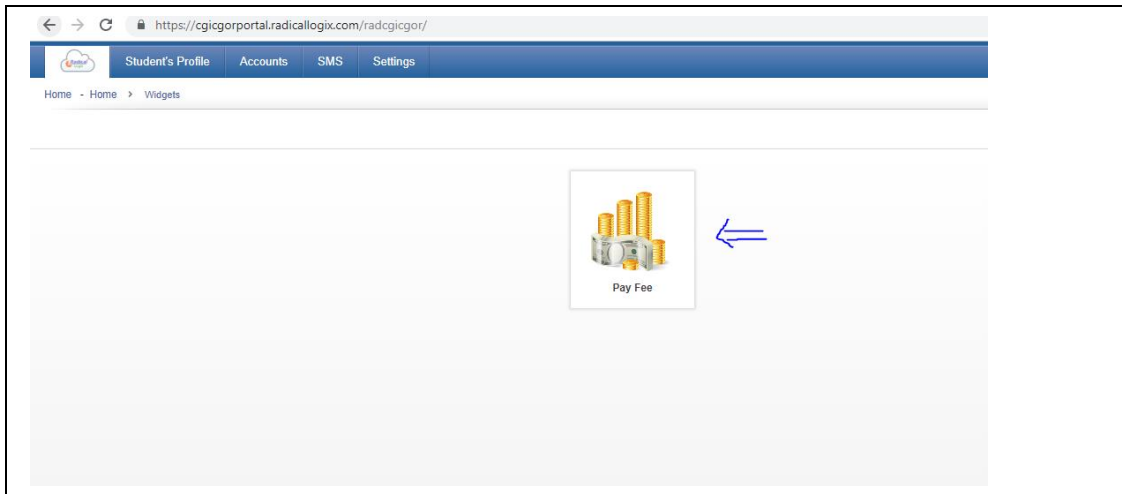 https://cgicgorportal.radicallogix.com/radcgicgor/
Student's Profile Accounts SMS Settings
Home - Home > Widgets
Pay Fee